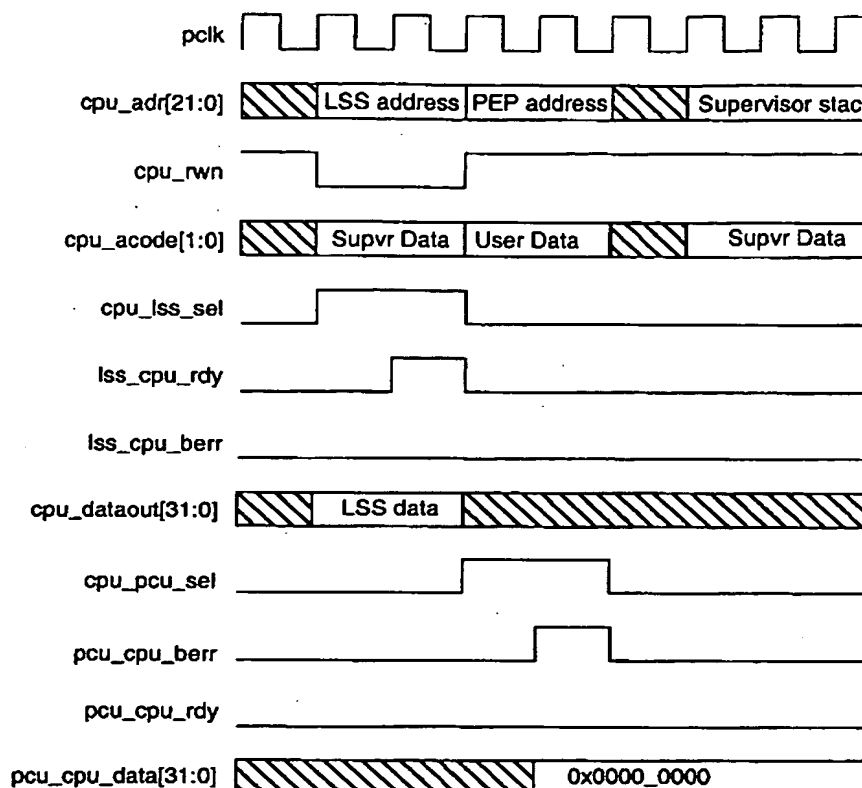 pclk
cpu_adr[21:0] LSS address PEP address Supervisor stac
cpu_rwn
cpu_acode[1:0] Supvr Data User Data Supvr Data
cpu_lss_sel
lss_cpu_rdy
lss_cpu_berr
cpu_dataout[31:0] LSS data
cpu_pcu_sel
pcu_cpu_berr
pcu_cpu_rdy
pcu_cpu_data[31:0] 0x0000_0000